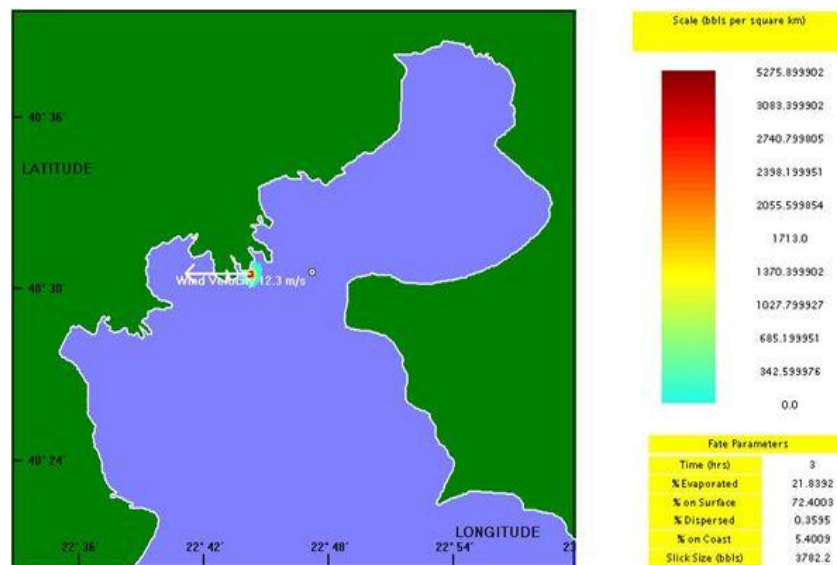 Scale (bbls per square km)
5275.899902
3083.399902
2740.799805
2398.199951
2055.599854
1713.0
1370.399902
1027.799927
685.199951
342.599976
0.0
40° 36'
LATITUDE
Wind Velocity 12.3 m/s
40° 30'
40° 24'
LONGITUDE
22° 36' 22° 42' 22° 48' 22° 54' 23
Fate Parameters
Time (hrs) 3
% Evaporated 21.8392
% on Surface 72.4003
% Dispersed 0.3595
% on Coast 5.4009
Slick Size (bbls) 3782.2